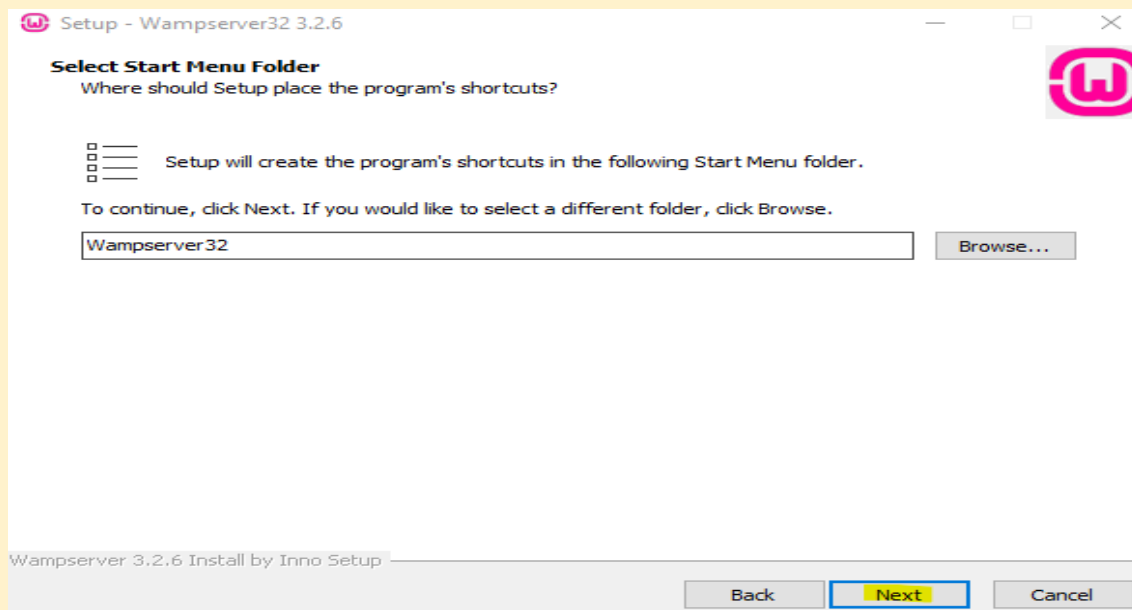 Setup - Wampserver32 3.2.6
Select Start Menu Folder
Where should Setup place the program's shortcuts?
Setup will create the program's shortcuts in the following Start Menu folder.
To continue, click Next. If you would like to select a different folder, click Browse.
Wampserver32
Browse...
Wampserver 3.2.6 Install by Inno Setup
Back
Next
Cancel